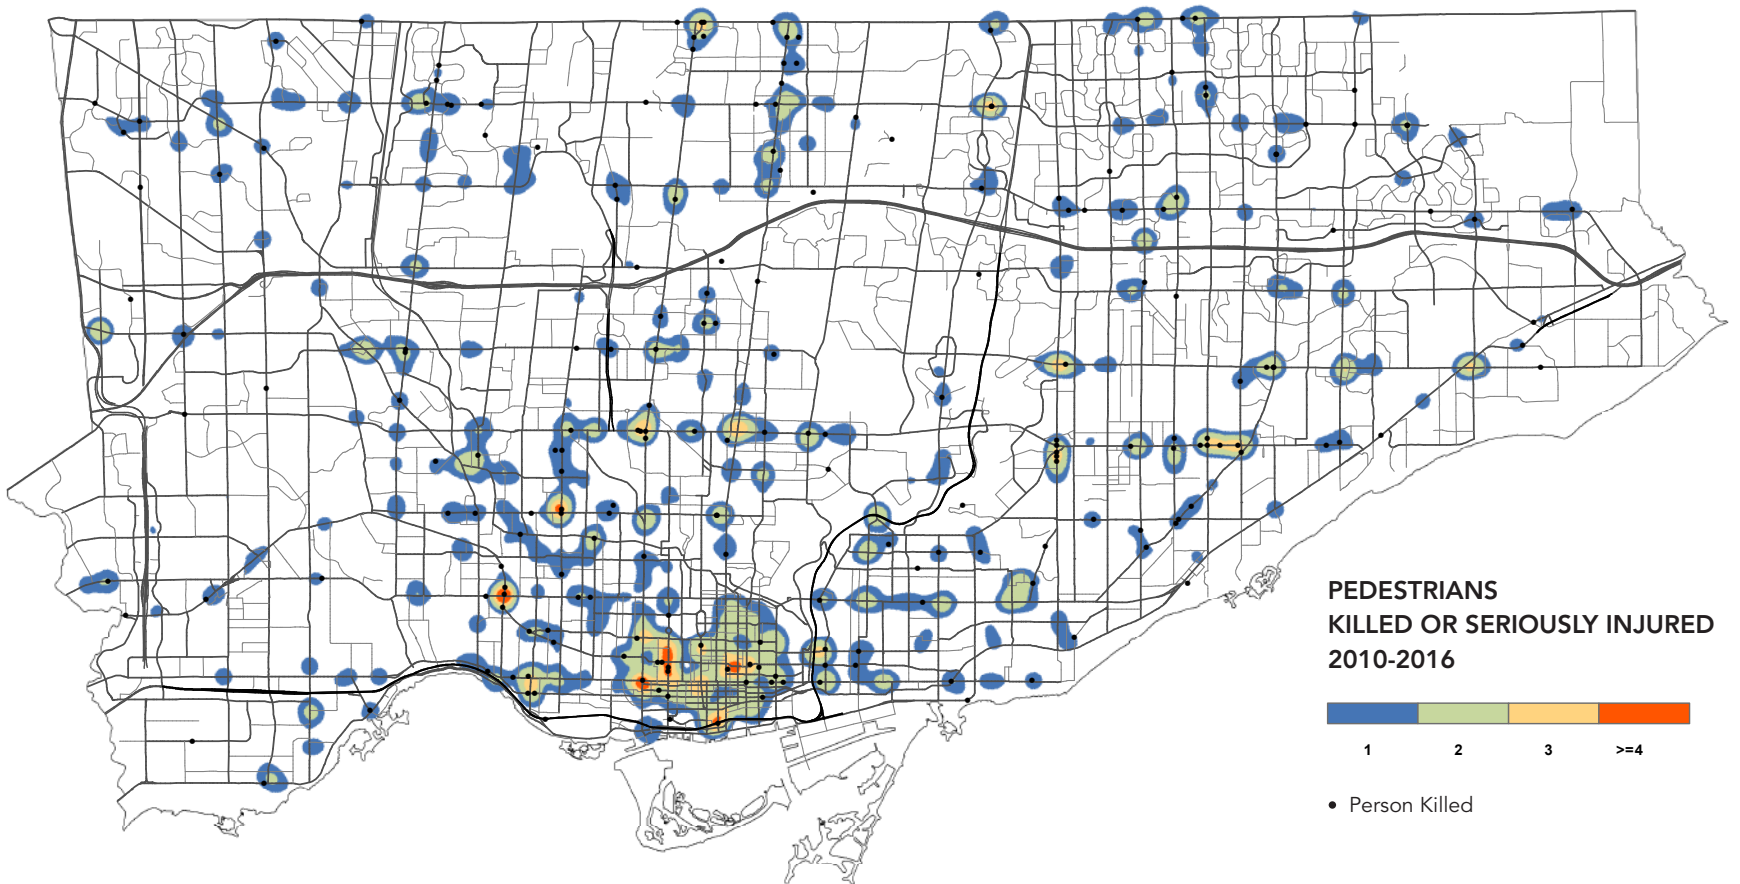 PEDESTRIANS
KILLED OR SERIOUSLY INJURED
2010-2016
1 2 3 >=4
Person Killed